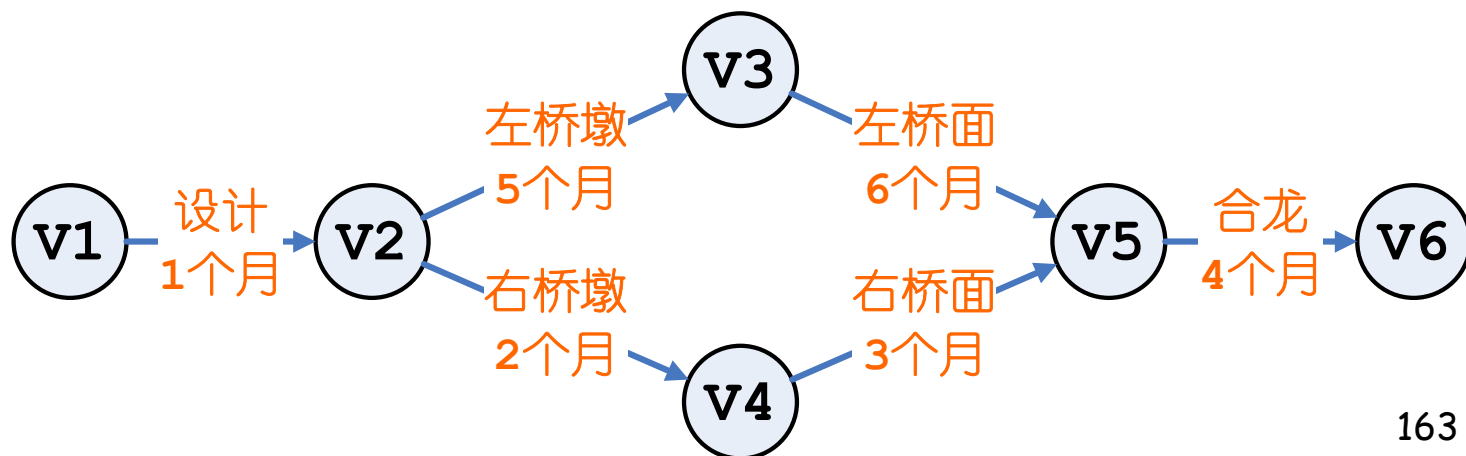 V3
左桥墩
5个月
左桥面
6个月
V1
设计
1个月
V2
V5
合龙
4个月
V6
右桥墩
2个月
右桥面
3个月
V4
163